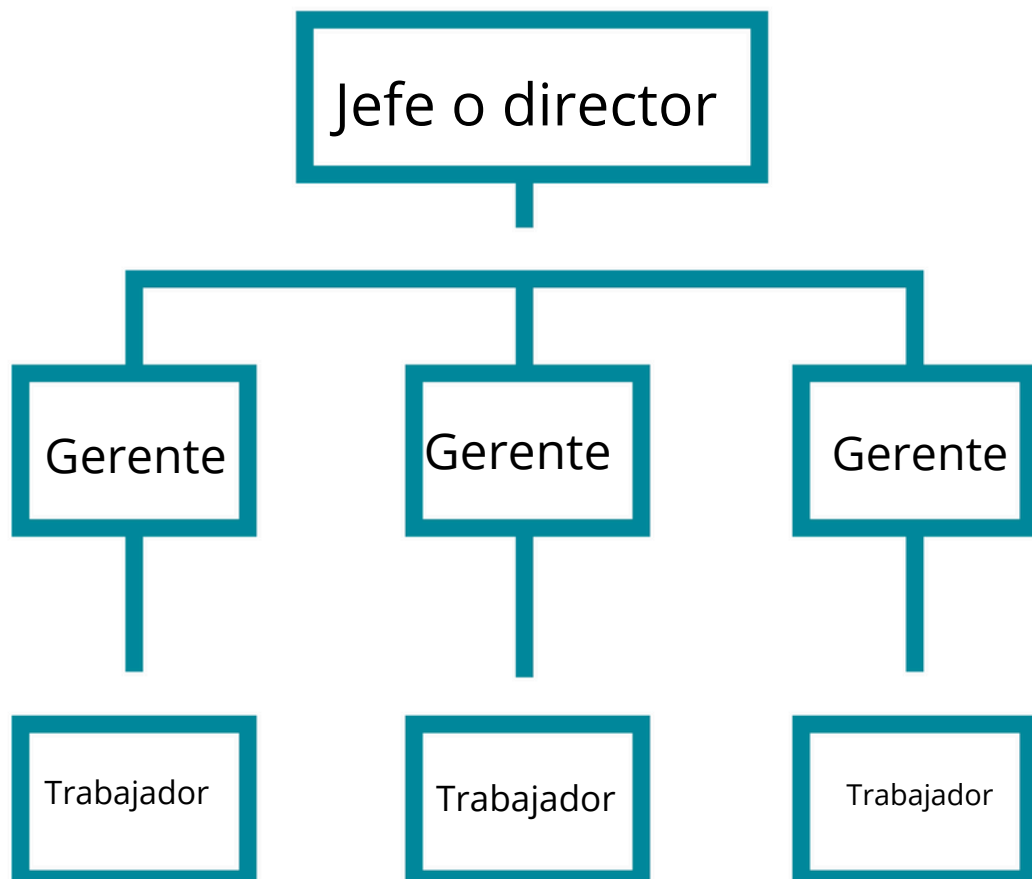 Jefe o director
Gerente
Gerente
Gerente
Trabajador
Trabajador
Trabajador